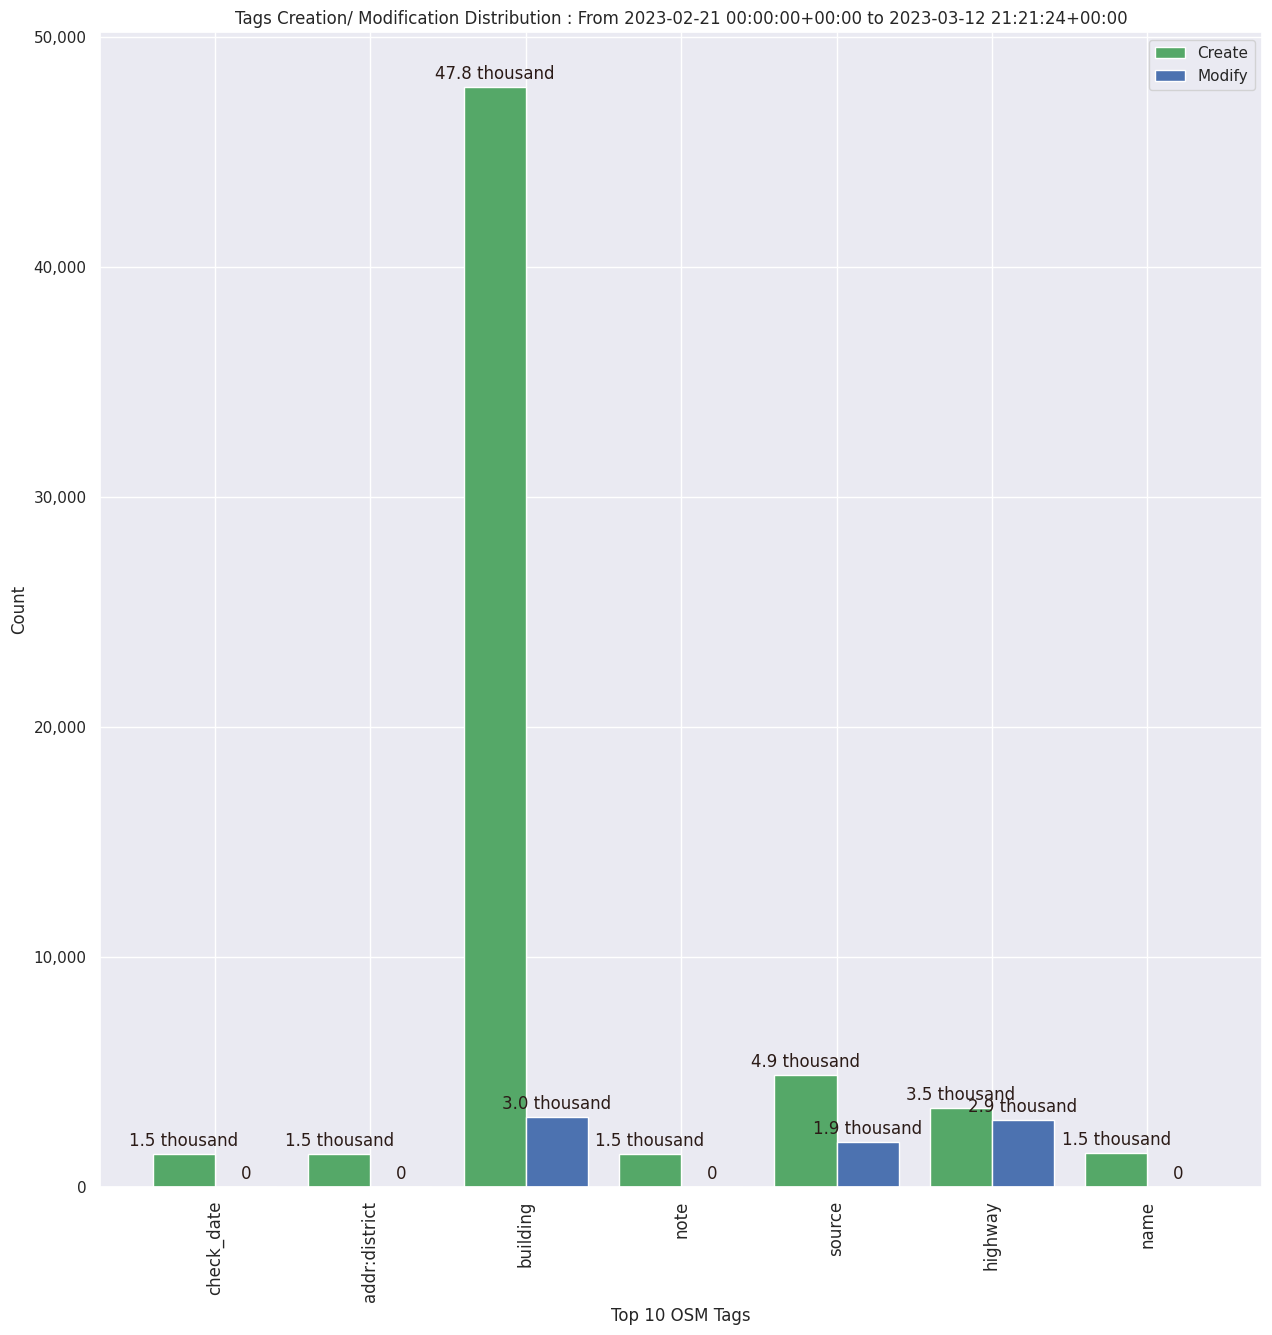 Tags Creation/ Modification Distribution : From 2023-02-21 00:00:00+00:00 to 2023-03-12 21:21:24+00:00
Create
Modify
Count
50,000
40,000
30,000
20,000
10,000
0
1.5 thousand
0
1.5 thousand
0
47.8 thousand
3.0 thousand
1.5 thousand
0
4.9 thousand
1.9 thousand
3.5 thousand
2.9 thousand
1.5 thousand
0
check_date
addr:district
building
note
source
highway
name
Top 10 OSM Tags